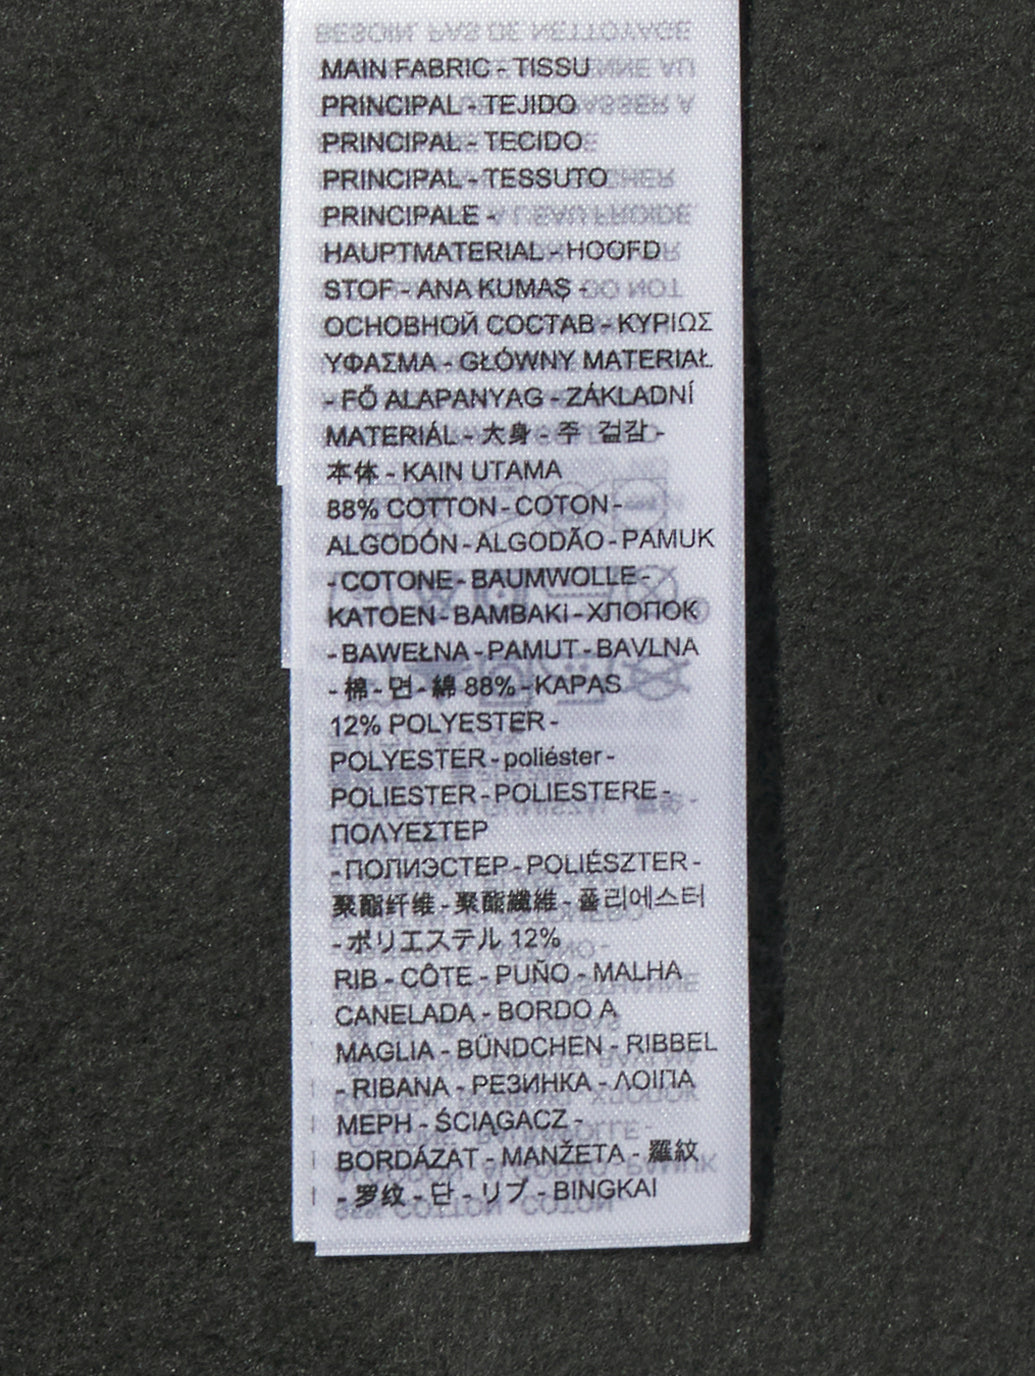 MAIN FABRIC - TISSU
PRINCIPAL - TEJIDO
PRINCIPAL - TECIDO
PRINCIPAL - TESSUTO
PRINCIPALE -
HAUPTMATERIAL - HOOFD
STOF - ANA KUMAŞ -
ОСНОВНОЙ СОСТАВ - ΚΥΡΙΩΣ
ΥΦΑΣΜΑ - GŁÓWNY MATERIAŁ
- FŐ ALAPANYAG - ZÁKLADNÍ
MATERIÁL - 大身 - 주 겉감 -
本体 - KAIN UTAMA
88% COTTON - COTON -
ALGODÓN - ALGODÃO - PAMUK
- COTONE - BAUMWOLLE -
KATOEN - BAMBAKi - ХЛОПОК
- BAWEŁNA - PAMUT - BAVLNA
- 棉 - 면 - 綿 88% - KAPAS
12% POLYESTER -
POLYESTER - poliéster -
POLIESTER - POLIESTERE -
ΠΟΛΥΕΣΤΕΡ
- ПОЛИЭСТЕР - POLIÉSZTER -
聚酯纤维 - 聚酯纖維 - 폴리에스터
- ポリエステル 12%
RIB - CÔTE - PUÑO - MALHA
CANELADA - BORDO A
MAGLIA - BÜNDCHEN - RIBBEL
- RIBANA - РЕЗИНКА - ΛΟΙΠΑ
ΜΕΡΗ - ŚCIĄGACZ -
BORDÁZAT - MANŽETA - 羅紋
- 罗纹 - 단 - リブ - BINGKAI